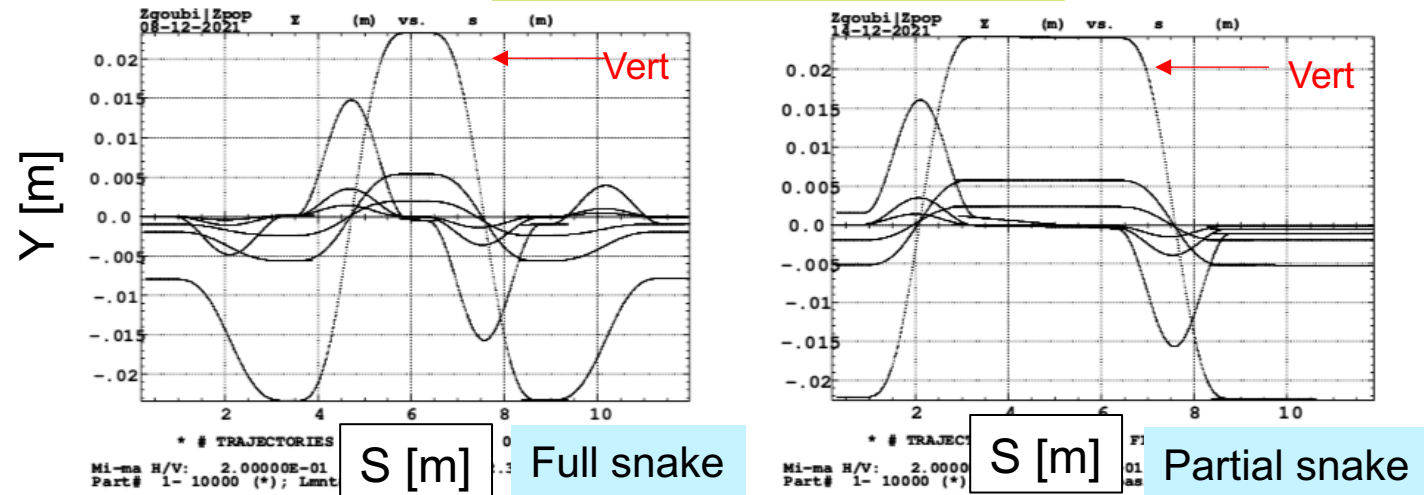 Zgoubi|Zpop
08-12-2021
Y (m) vs. s (m)
Vert
0.02
0.015
0.01
0.005
0.0
-.005
-.01
-.015
-.02
Y [m]
2 4 6 8 10
* # TRAJECTORIES
S [m]
Full snake
Mi-ma H/V: 2.00000E-01
Part# 1- 10000 (*); Lmnt
Zgoubi|Zpop
14-12-2021
Y (m) vs. s (m)
Vert
0.02
0.015
0.01
0.005
0.0
-.005
-.01
-.015
-.02
2 4 6 8 10
S [m]
Partial snake
Mi-ma H/V: 2.0000
Part# 1- 10000 (*)